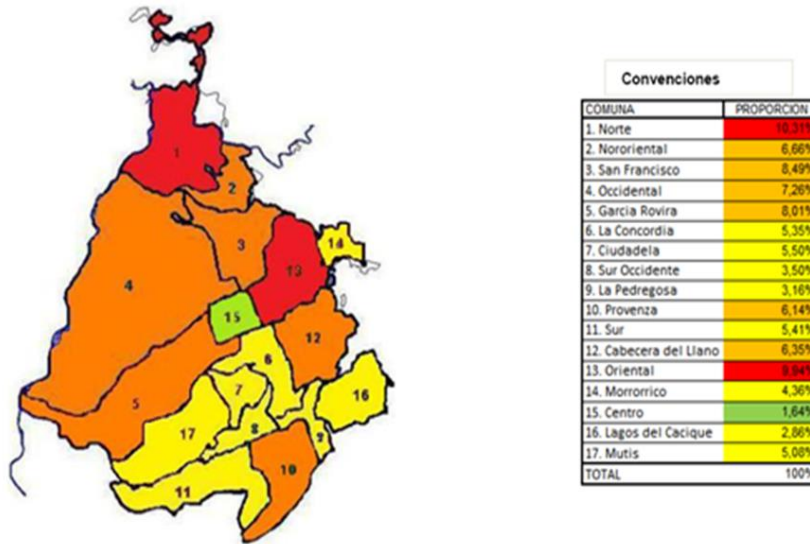 Convenciones
COMUNA PROPORCION
1. Norte 10,31%
2. Nororiental 6,66%
3. San Francisco 8,49%
4. Occidental 7,26%
5. Garcia Rovira 8,01%
6. La Concordia 5,35%
7. Ciudadela 5,50%
8. Sur Occidente 3,50%
9. La Pedregosa 3,16%
10. Provenza 6,14%
11. Sur 5,41%
12. Cabecera del Llano 6,35%
13. Oriental 9,94%
14. Morrorrico 4,36%
15. Centro 1,64%
16. Lagos del Cacique 2,86%
17. Mutis 5,08%
TOTAL 100%
1
2
3
14
13
4
15
12
6
7
16
5
8
17
9
10
11